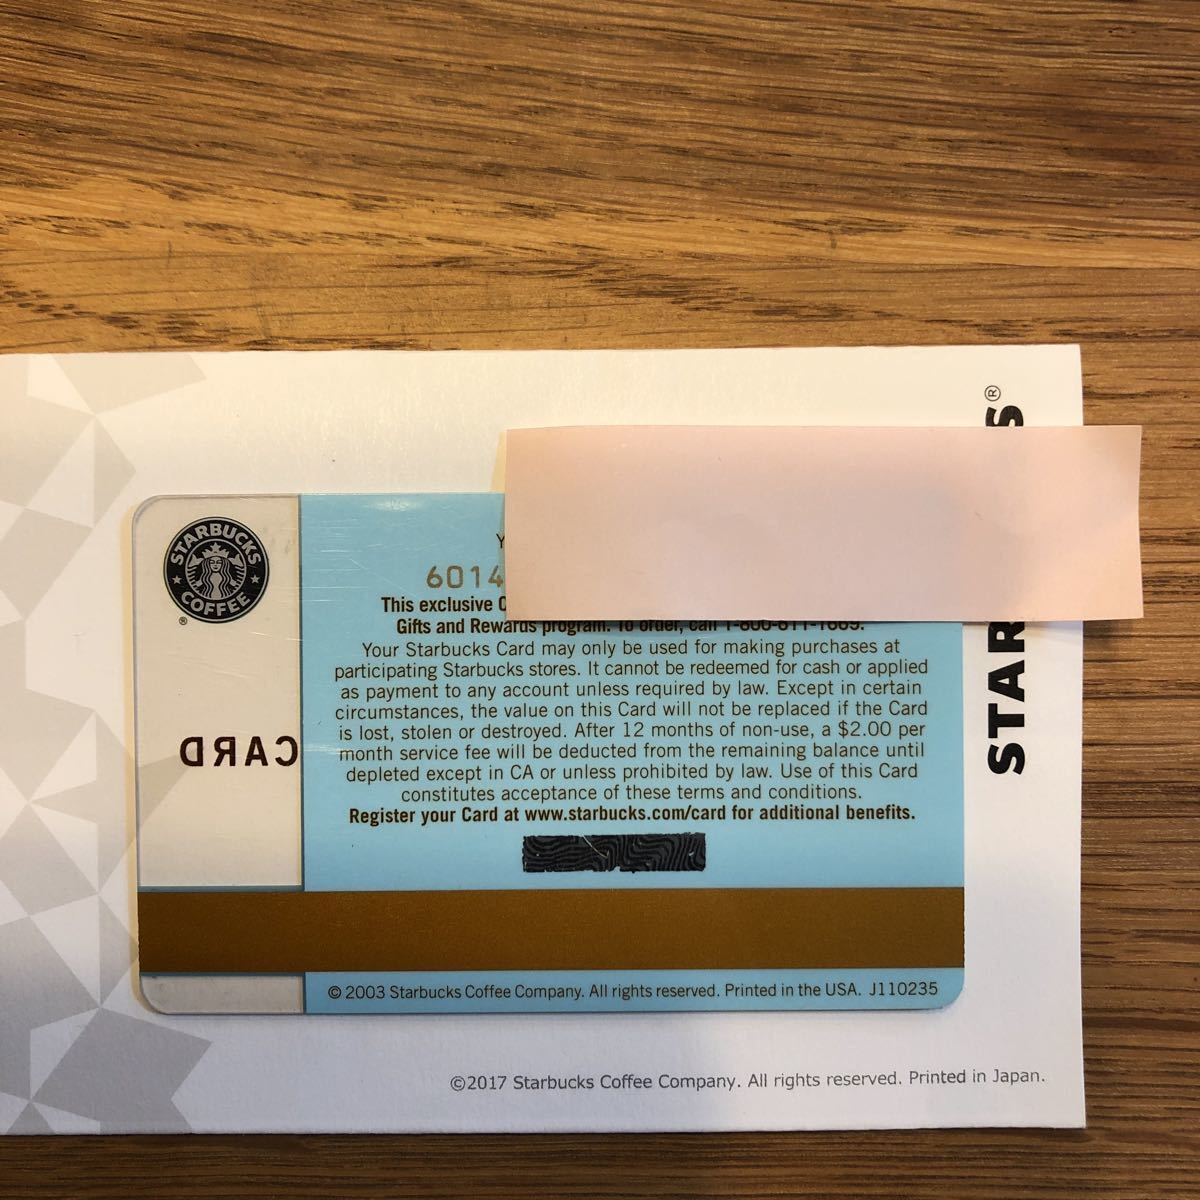 STARBUCKS
COFFEE
®
CARD
Y
6014
This exclusive
Gifts and Rewards program. To order, call 1-800-611-1669.
Your Starbucks Card may only be used for making purchases at
participating Starbucks stores. It cannot be redeemed for cash or applied
as payment to any account unless required by law. Except in certain
circumstances, the value on this Card will not be replaced if the Card
is lost, stolen or destroyed. After 12 months of non-use, a $2.00 per
month service fee will be deducted from the remaining balance until
depleted except in CA or unless prohibited by law. Use of this Card
constitutes acceptance of these terms and conditions.
Register your Card at www.starbucks.com/card for additional benefits.
© 2003 Starbucks Coffee Company. All rights reserved. Printed in the USA. J110235
STAR S®
©2017 Starbucks Coffee Company. All rights reserved. Printed in Japan.